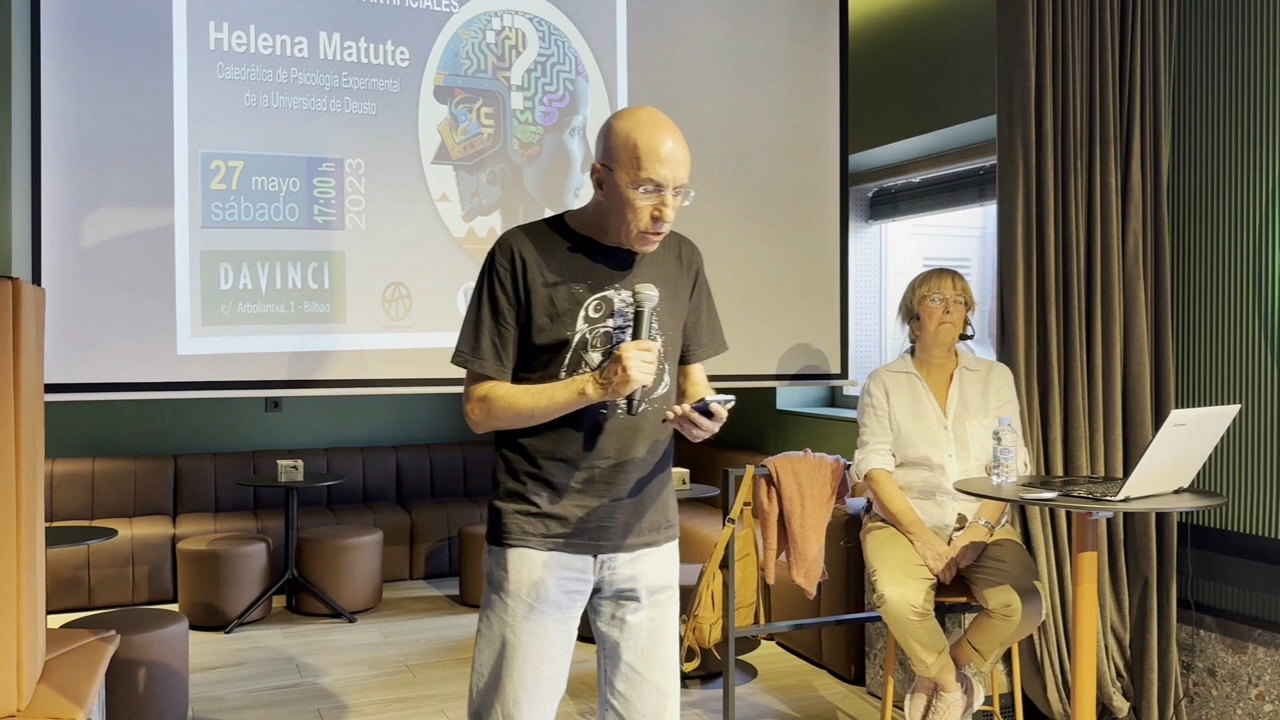 ARTIFICIALES
Helena Matute
Catedrática de Psicología Experimental
de la Universidad de Deusto
27 mayo
sábado
17:00 h
2023
DAVINCI
c/ Arbolantxa, 1 - Bilbao